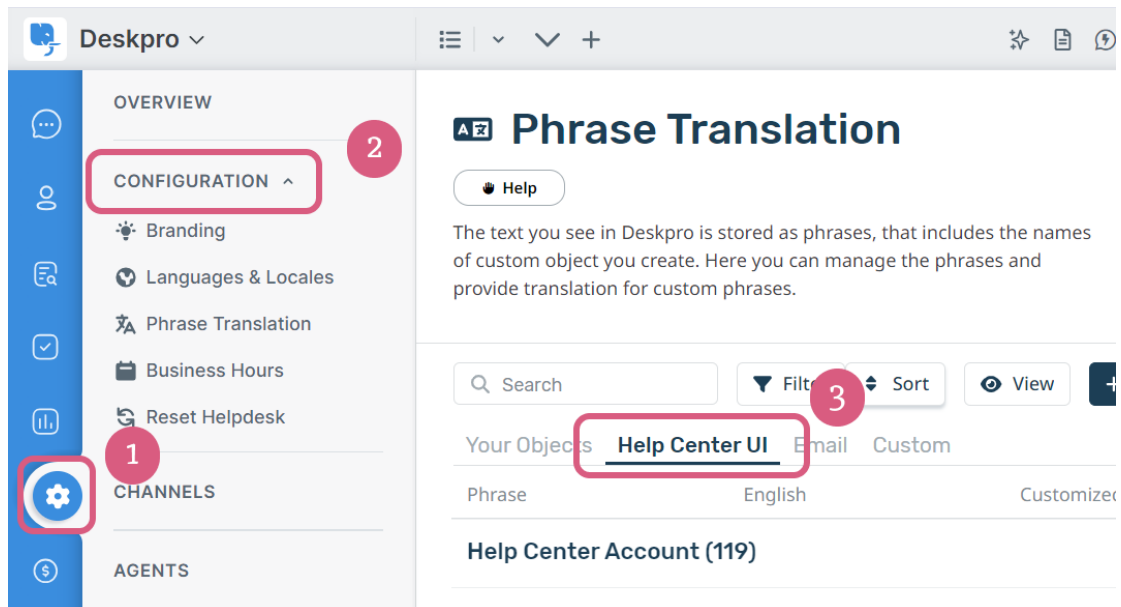 Deskpro
OVERVIEW
2
CONFIGURATION
Branding
Languages & Locales
Phrase Translation
Business Hours
Reset Helpdesk
1
CHANNELS
AGENTS
Phrase Translation
Help
The text you see in Deskpro is stored as phrases, that includes the names
of custom object you create. Here you can manage the phrases and
provide translation for custom phrases.
Search
Sort
View
3
Your Objects Help Center UI Email Custom
Phrase English Customized
Help Center Account (119)